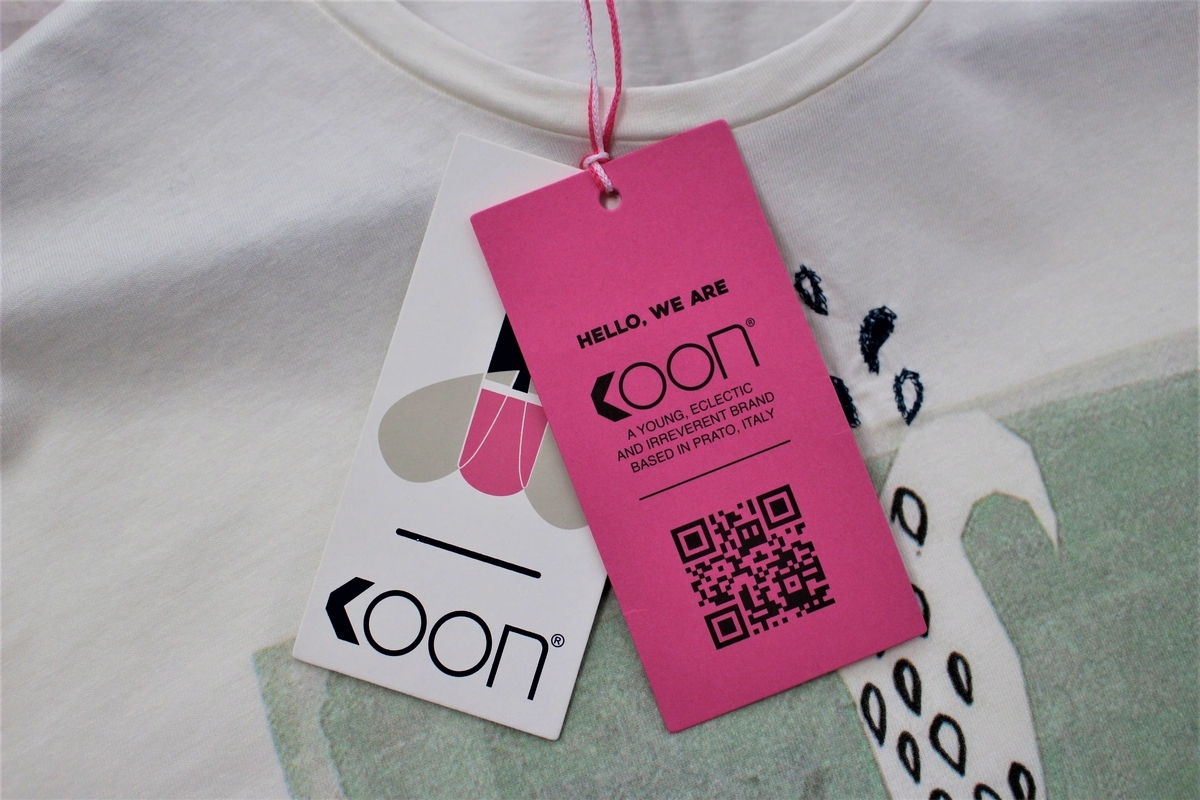 KOON®
HELLO, WE ARE
KOON®
A YOUNG, ECLECTIC
AND IRREVERENT BRAND
BASED IN PRATO, ITALY